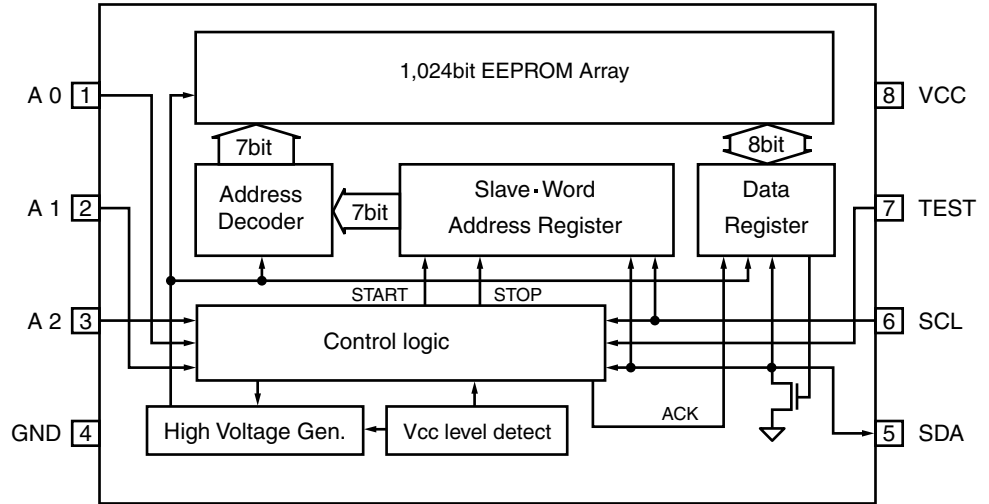 1,024bit EEPROM Array
A 0 1
8 VCC
7bit
8bit
Address
Decoder
7bit
Slave·Word
Address Register
Data
Register
A 1 2
7 TEST
START
STOP
A 2 3
6 SCL
Control logic
ACK
GND 4
High Voltage Gen.
Vcc level detect
5 SDA